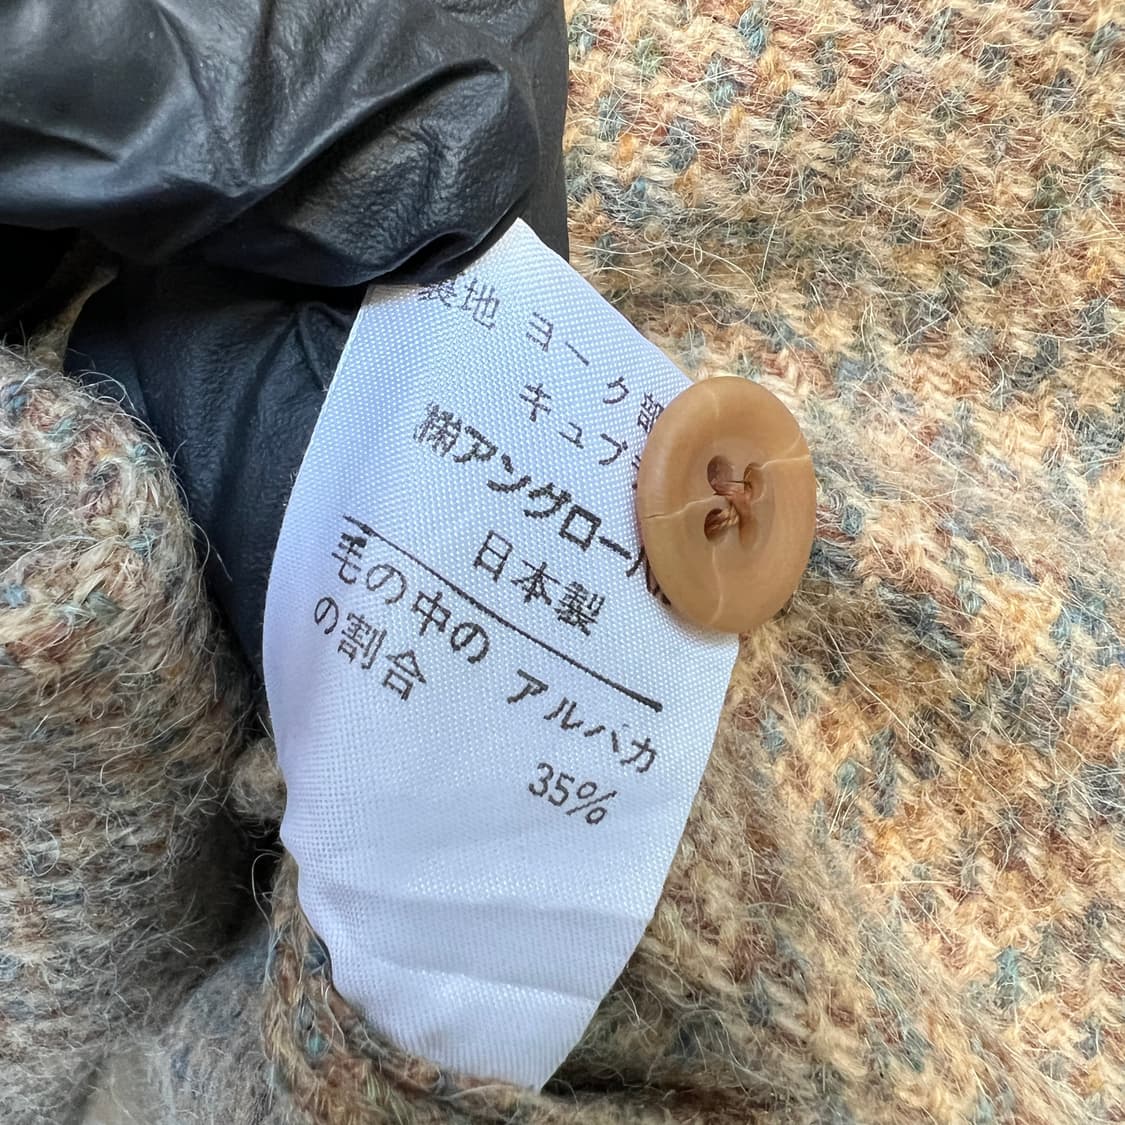 裏地 ヨーク部
キュプ
㈱アングロー
日本製
毛の中の アルパカ
の割合
35%